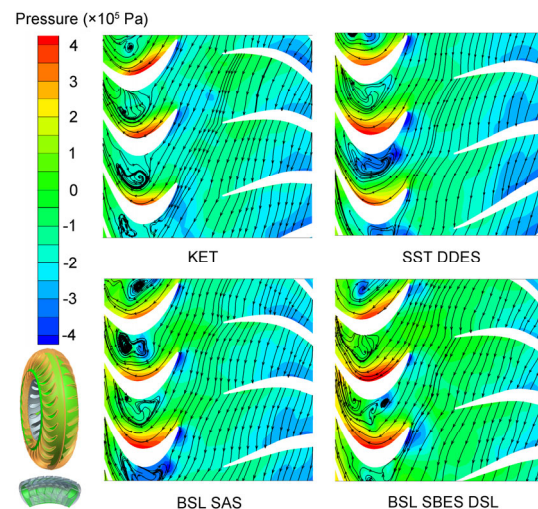 Pressure (×10⁵ Pa)
4
3
2
1
0
-1
-2
-3
-4
KET
SST DDES
BSL SAS
BSL SBES DSL